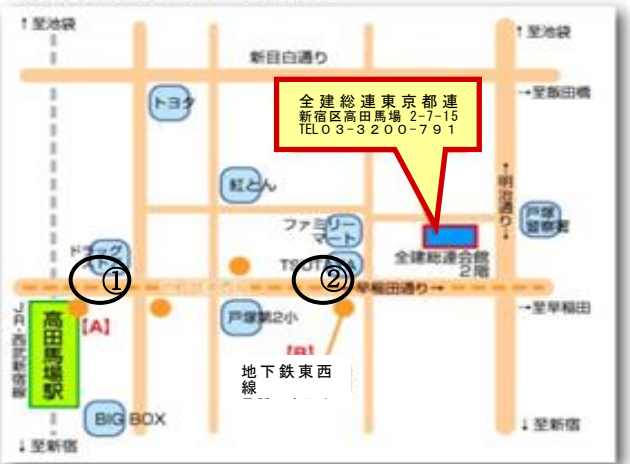 ↑至池袋
↑至池袋
新目白通り
→至飯田橋
トヨタ
全建総連東京都連
新宿区高田馬場 2-7-15
TEL０３-３２００-７９１
紅とん
↑明治通り↓
ファミリー
マート
戸塚
警察署
ドラッグ
全建総連会館
2階
TSUTAYA
①
②
早稲田通り→
→至早稲田
【A】
戸塚第2小
JR・西武新宿線
高田馬場駅
【B】
地下鉄東西
線
BIG BOX
↓至新宿
↓至新宿